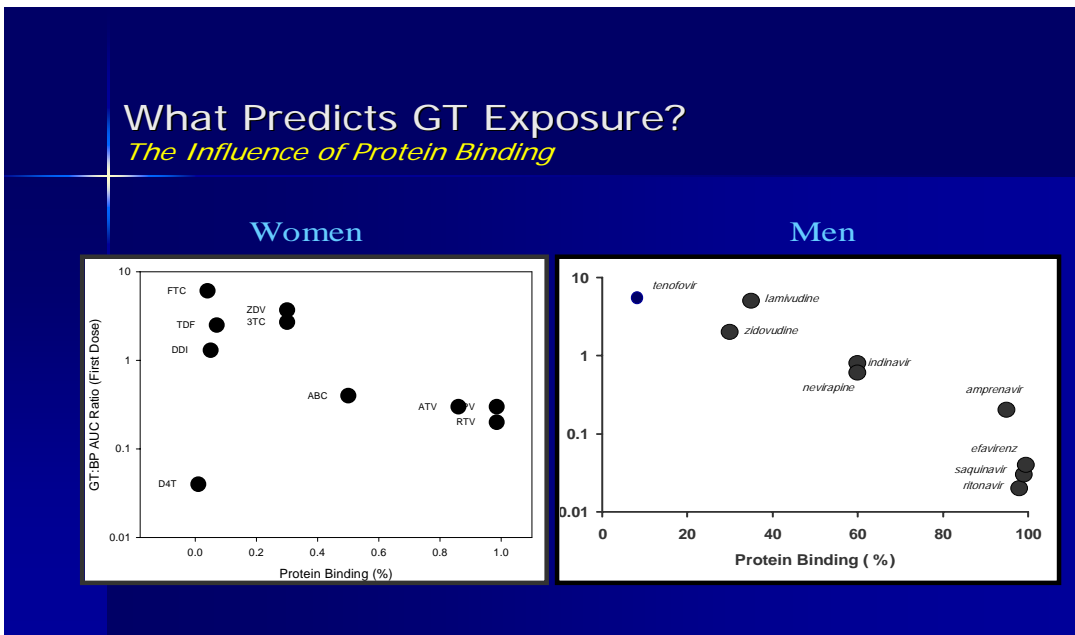 What Predicts GT Exposure?
The Influence of Protein Binding
Women
Men
GT:BP AUC Ratio (First Dose)
10
1
0.1
0.01
FTC
TDF
DDI
ZDV
3TC
ABC
ATV
PV
RTV
D4T
0.0 0.2 0.4 0.6 0.8 1.0
Protein Binding (%)
10
1
0.1
0.01
tenofovir
lamivudine
zidovudine
indinavir
nevirapine
amprenavir
efavirenz
saquinavir
ritonavir
0 20 40 60 80 100
Protein Binding ( %)